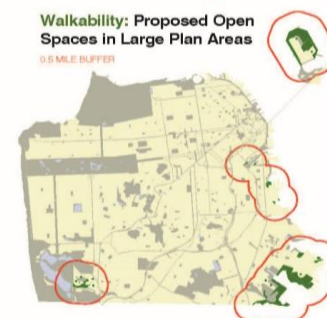 Walkability: Proposed Open
Spaces in Large Plan Areas
0.5 MILE BUFFER